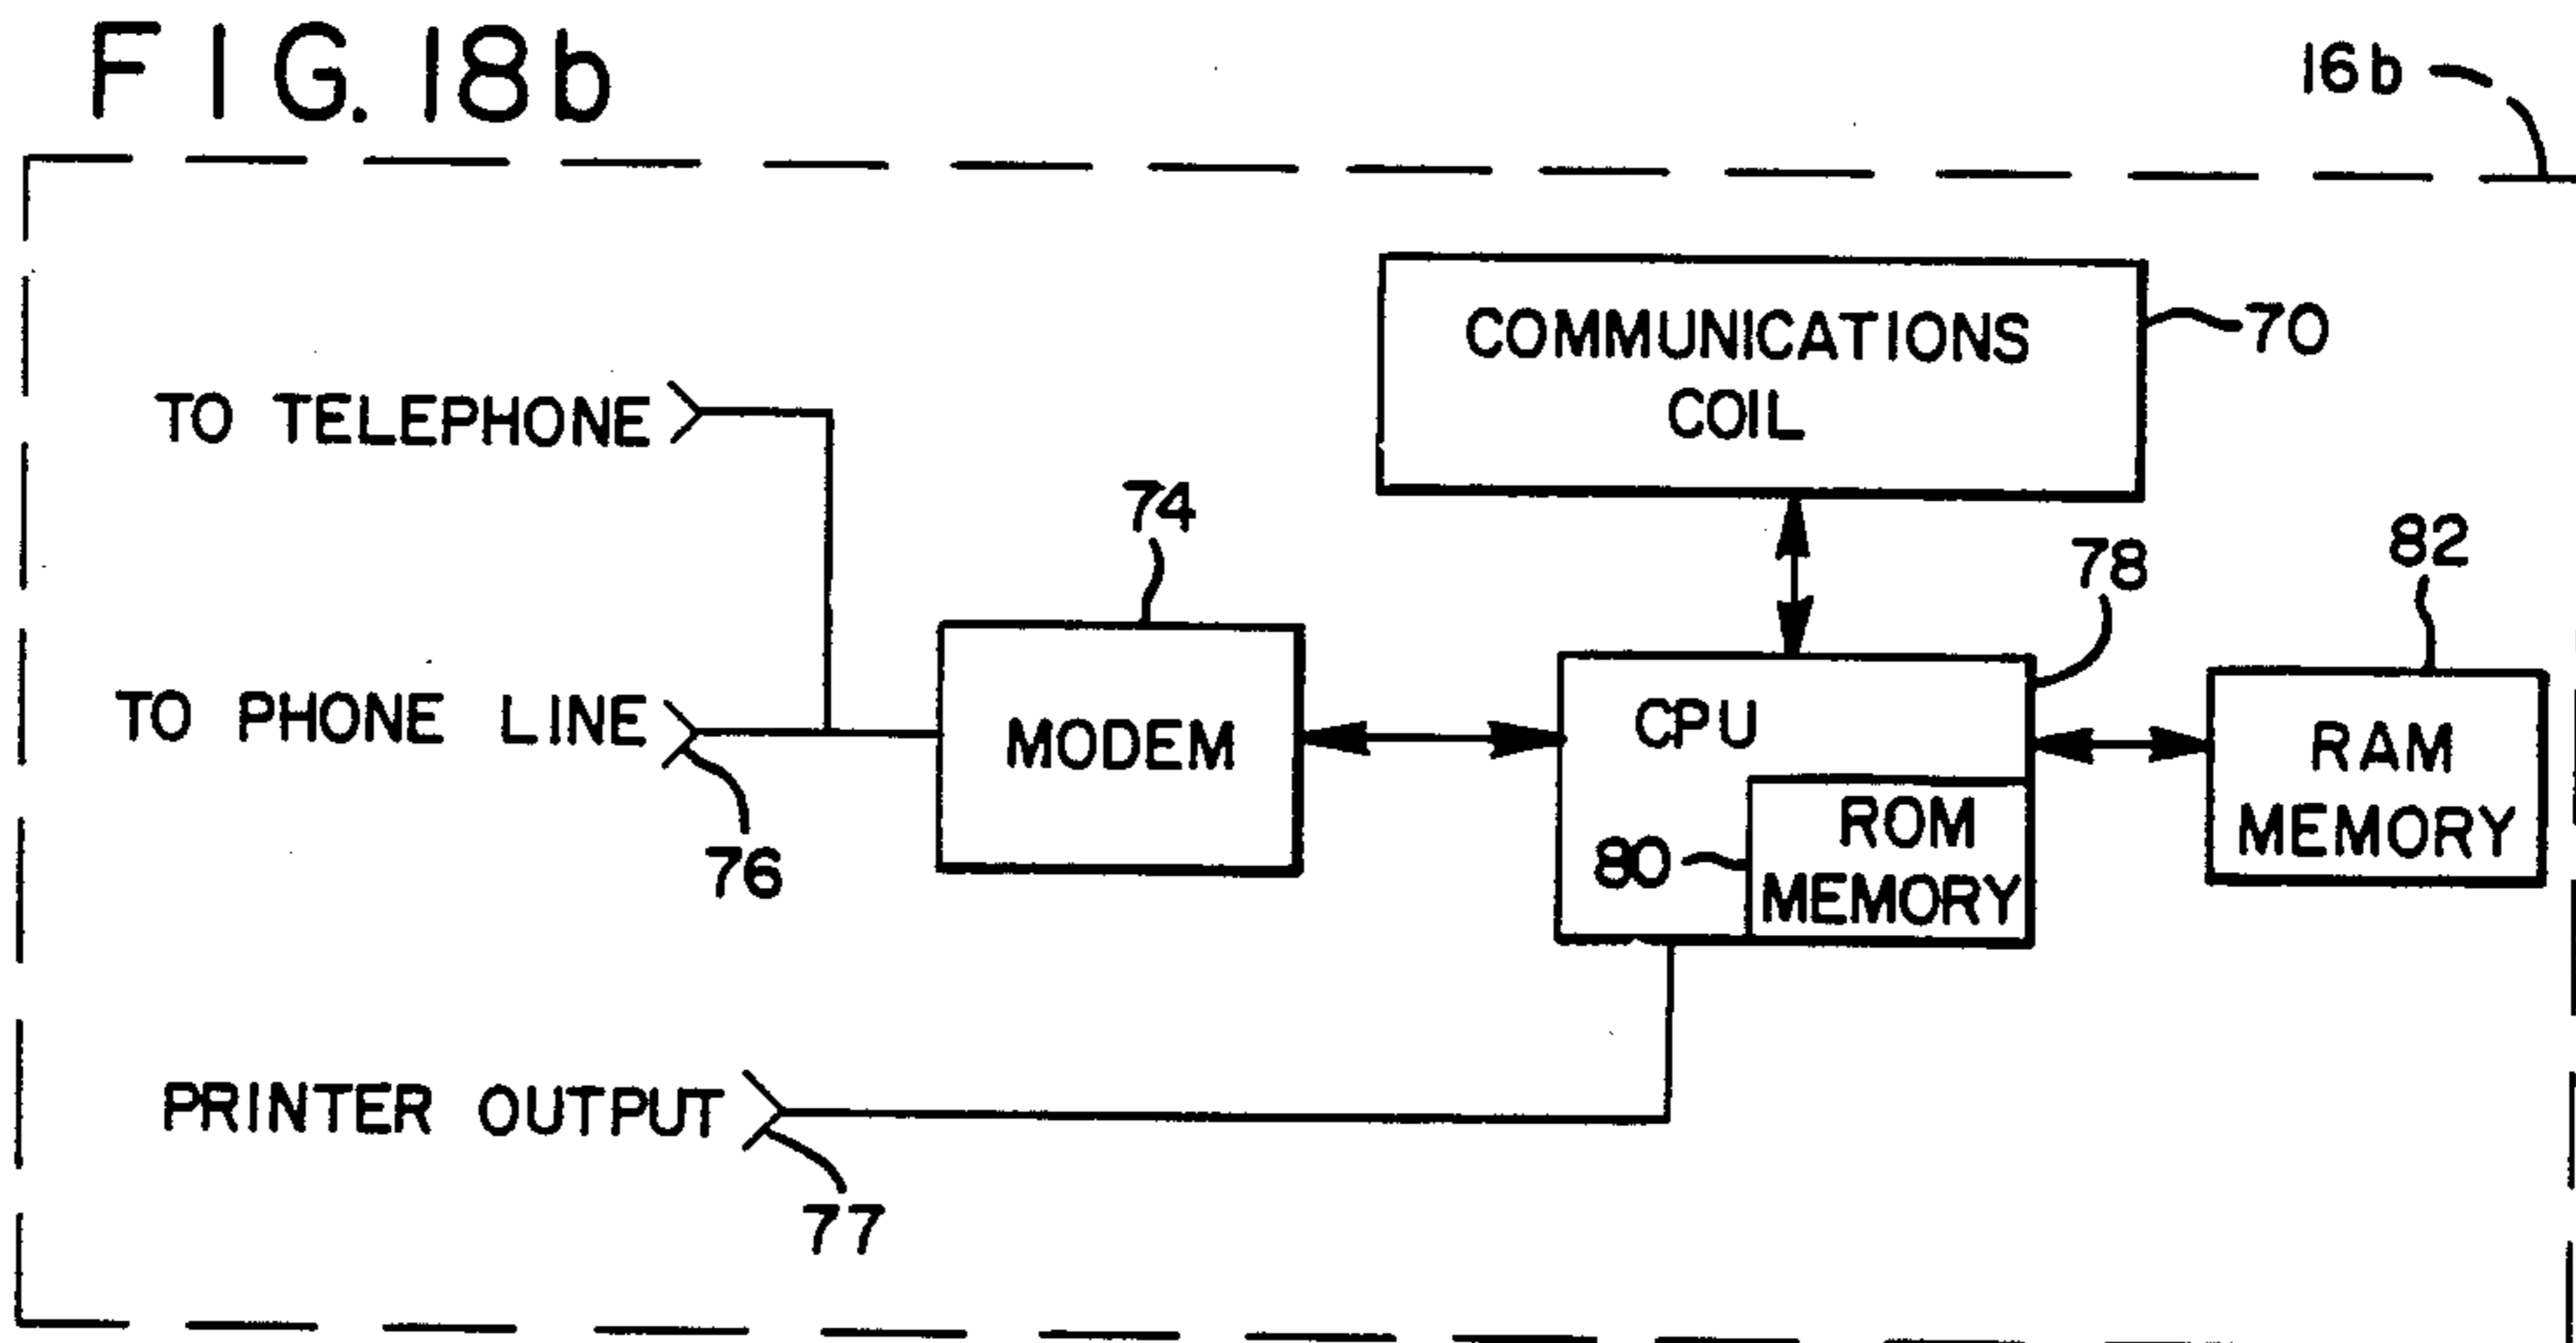 FIG. 18b
16b
COMMUNICATIONS
COIL
70
TO TELEPHONE
74
78
82
TO PHONE LINE
76
MODEM
CPU
80
ROM
MEMORY
RAM
MEMORY
PRINTER OUTPUT
77